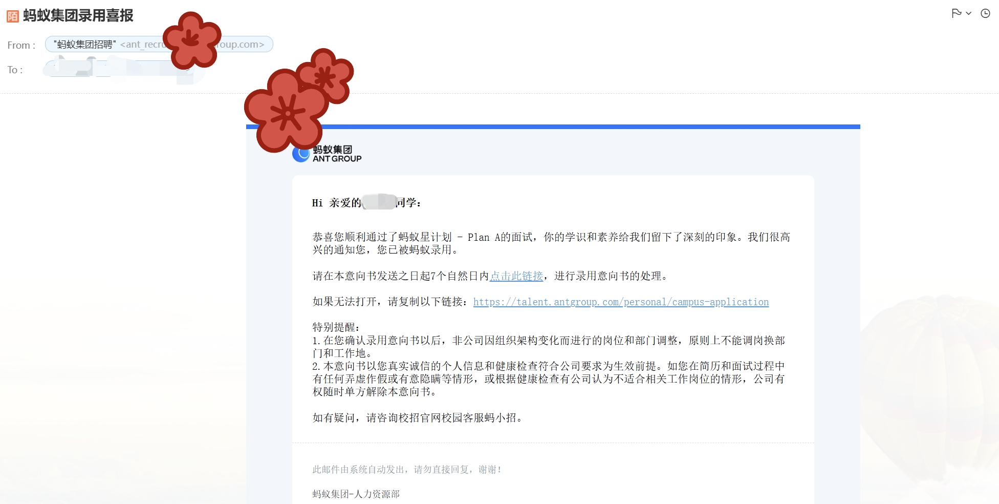 陌 蚂蚁集团录用喜报
From :
"蚂蚁集团招聘" <ant_recru roup.com>
To :
蚂蚁集团
ANT GROUP
Hi 亲爱的 同学:
恭喜您顺利通过了蚂蚁星计划 - Plan A的面试，你的学识和素养给我们留下了深刻的印象。我们很高
兴的通知您，您已被蚂蚁录用。
请在本意向书发送之日起7个自然日内点击此链接，进行录用意向书的处理。
如果无法打开，请复制以下链接：https://talent.antgroup.com/personal/campus-application
特别提醒：
1.在您确认录用意向书以后，非公司因组织架构变化而进行的岗位和部门调整，原则上不能调岗换部
门和工作地。
2.本意向书以您真实诚信的个人信息和健康检查符合公司要求为生效前提。如您在简历和面试过程中
有任何弄虚作假或有意隐瞒等情形，或根据健康检查有公司认为不适合相关工作岗位的情形，公司有
权随时单方解除本意向书。
如有疑问，请咨询校招官网校园客服蚂小招。
此邮件由系统自动发出，请勿直接回复，谢谢！
蚂蚁集团-人力资源部